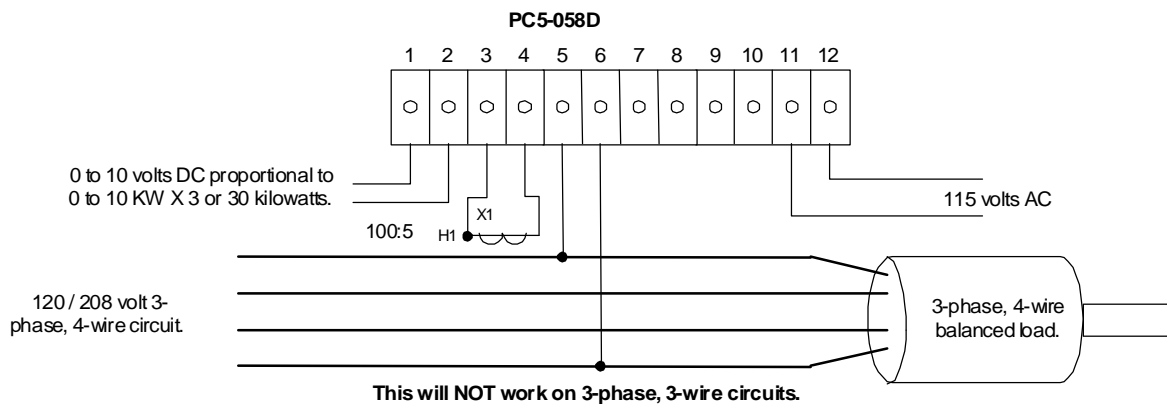 PC5-058D
1 2 3 4 5 6 7 8 9 10 11 12
0 to 10 volts DC proportional to
0 to 10 KW X 3 or 30 kilowatts.
115 volts AC
X1
100:5
H1
120 / 208 volt 3-
phase, 4-wire circuit.
3-phase, 4-wire
balanced load.
This will NOT work on 3-phase, 3-wire circuits.